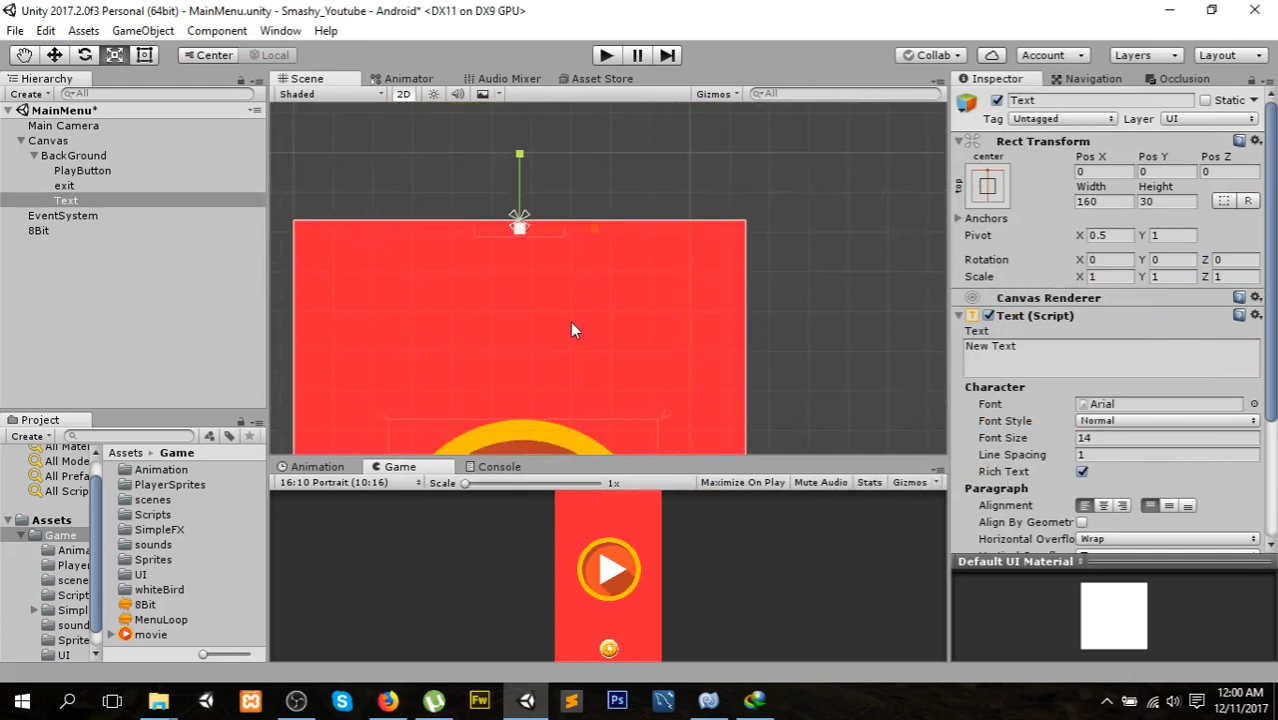 Unity 2017.2.0f3 Personal (64bit) - MainMenu.unity - Smashy_Youtube - Android* <DX11 on DX9 GPU>
File Edit Assets GameObject Component Window Help
Center Local Collab Account Layers Layout
Hierarchy
Create All
MainMenu*
Main Camera
Canvas
BackGround
PlayButton
exit
Text
EventSystem
8Bit
Scene Animator Audio Mixer Asset Store
Shaded 2D Gizmos All
Inspector Navigation Occlusion
Text Static
Tag Untagged Layer UI
Rect Transform
center Pos X Pos Y Pos Z
top 0 0 0
Width Height
160 30 R
Anchors
Pivot X 0.5 Y 1
Rotation X 0 Y 0 Z 0
Scale X 1 Y 1 Z 1
Canvas Renderer
Text (Script)
Text
New Text
Character
Font Arial
Font Style Normal
Font Size 14
Line Spacing 1
Rich Text
Paragraph
Alignment
Align By Geometr
Horizontal Overflo Wrap
Default UI Material
Project
Create
All Mode
All Prefa
All Scrip
Assets
Game
Anima
Player
scene
Script
Simpl
sound
Sprite
UI
Assets Game
Animation
PlayerSprites
scenes
Scripts
SimpleFX
sounds
Sprites
UI
whiteBird
8Bit
MenuLoop
movie
Animation Game Console
16:10 Portrait (10:16) Scale 1x Maximize On Play Mute Audio Stats Gizmos
Fw Ps
12:00 AM
12/11/2017